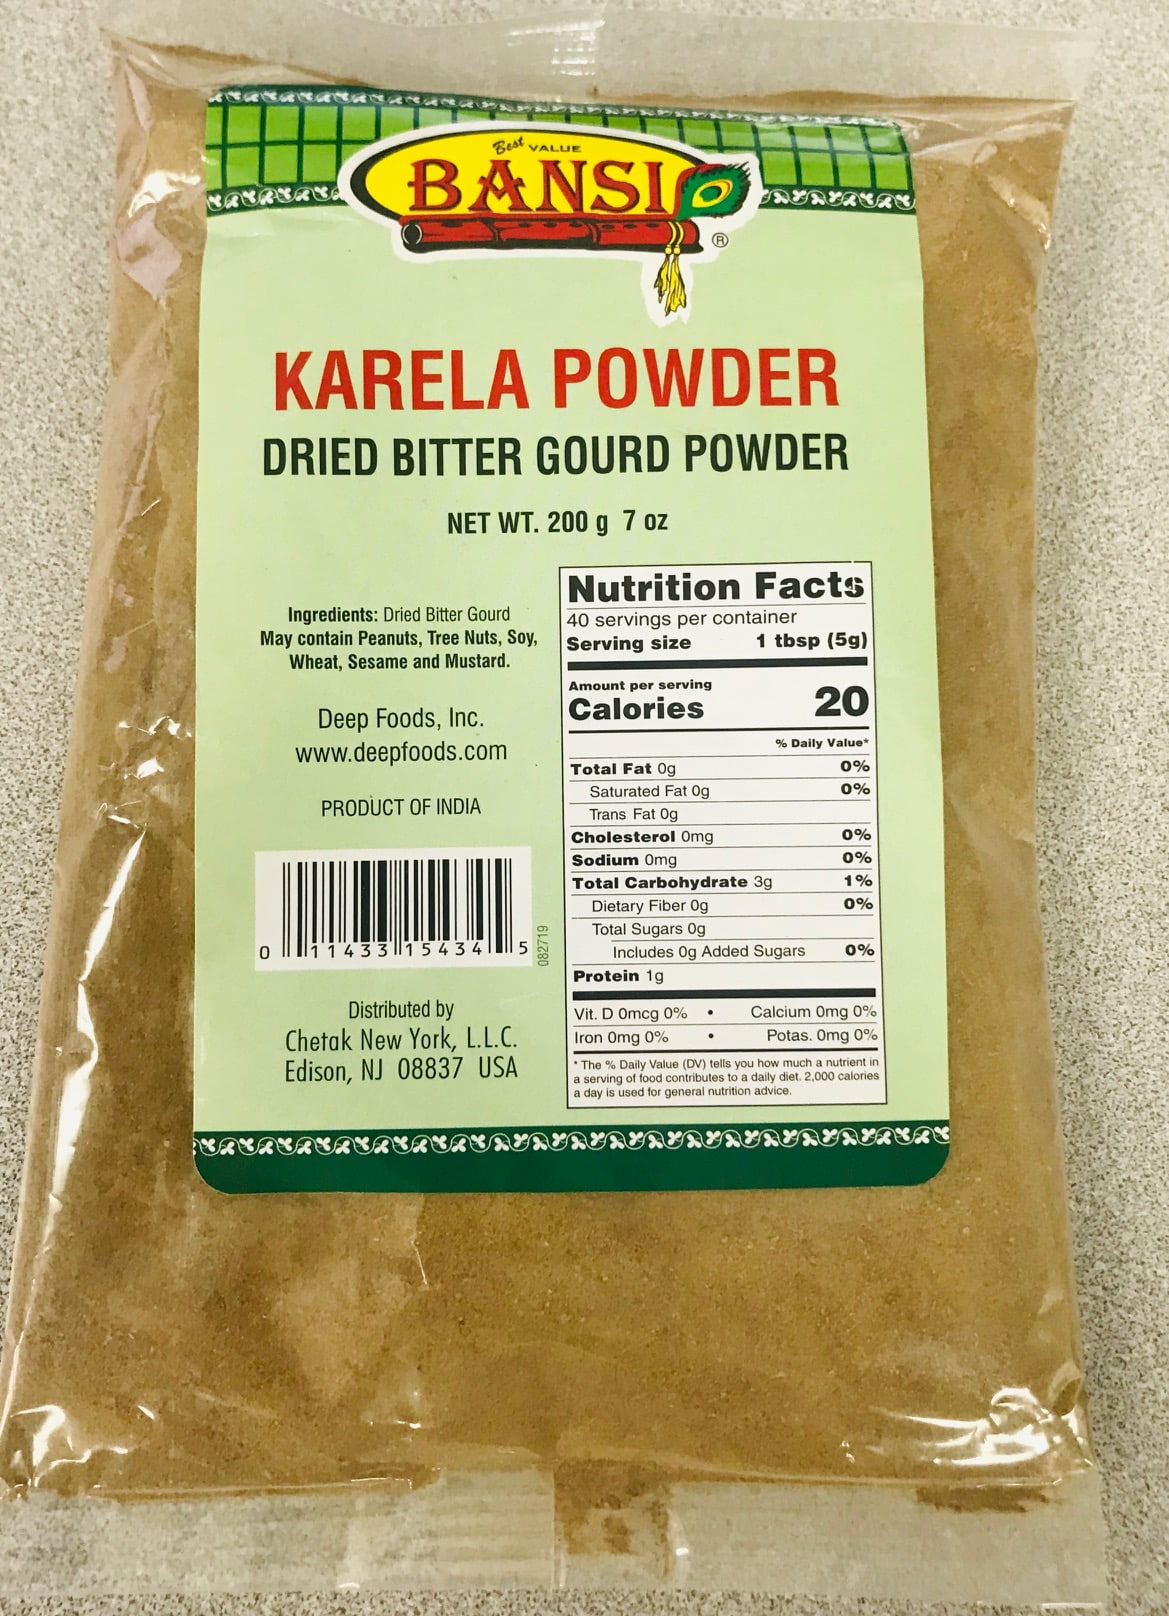 Best VALUE
BANSI
®
KARELA POWDER
DRIED BITTER GOURD POWDER
NET WT. 200 g 7 oz
Ingredients: Dried Bitter Gourd
May contain Peanuts, Tree Nuts, Soy,
Wheat, Sesame and Mustard.
Deep Foods, Inc.
www.deepfoods.com
PRODUCT OF INDIA
0 11433 15434 5
082719
Distributed by
Chetak New York, L.L.C.
Edison, NJ 08837 USA
Nutrition Facts
40 servings per container
Serving size 1 tbsp (5g)
Amount per serving
Calories 20
% Daily Value*
Total Fat 0g 0%
Saturated Fat 0g 0%
Trans Fat 0g
Cholesterol 0mg 0%
Sodium 0mg 0%
Total Carbohydrate 3g 1%
Dietary Fiber 0g 0%
Total Sugars 0g
Includes 0g Added Sugars 0%
Protein 1g
Vit. D 0mcg 0% • Calcium 0mg 0%
Iron 0mg 0% • Potas. 0mg 0%
* The % Daily Value (DV) tells you how much a nutrient in
a serving of food contributes to a daily diet. 2,000 calories
a day is used for general nutrition advice.